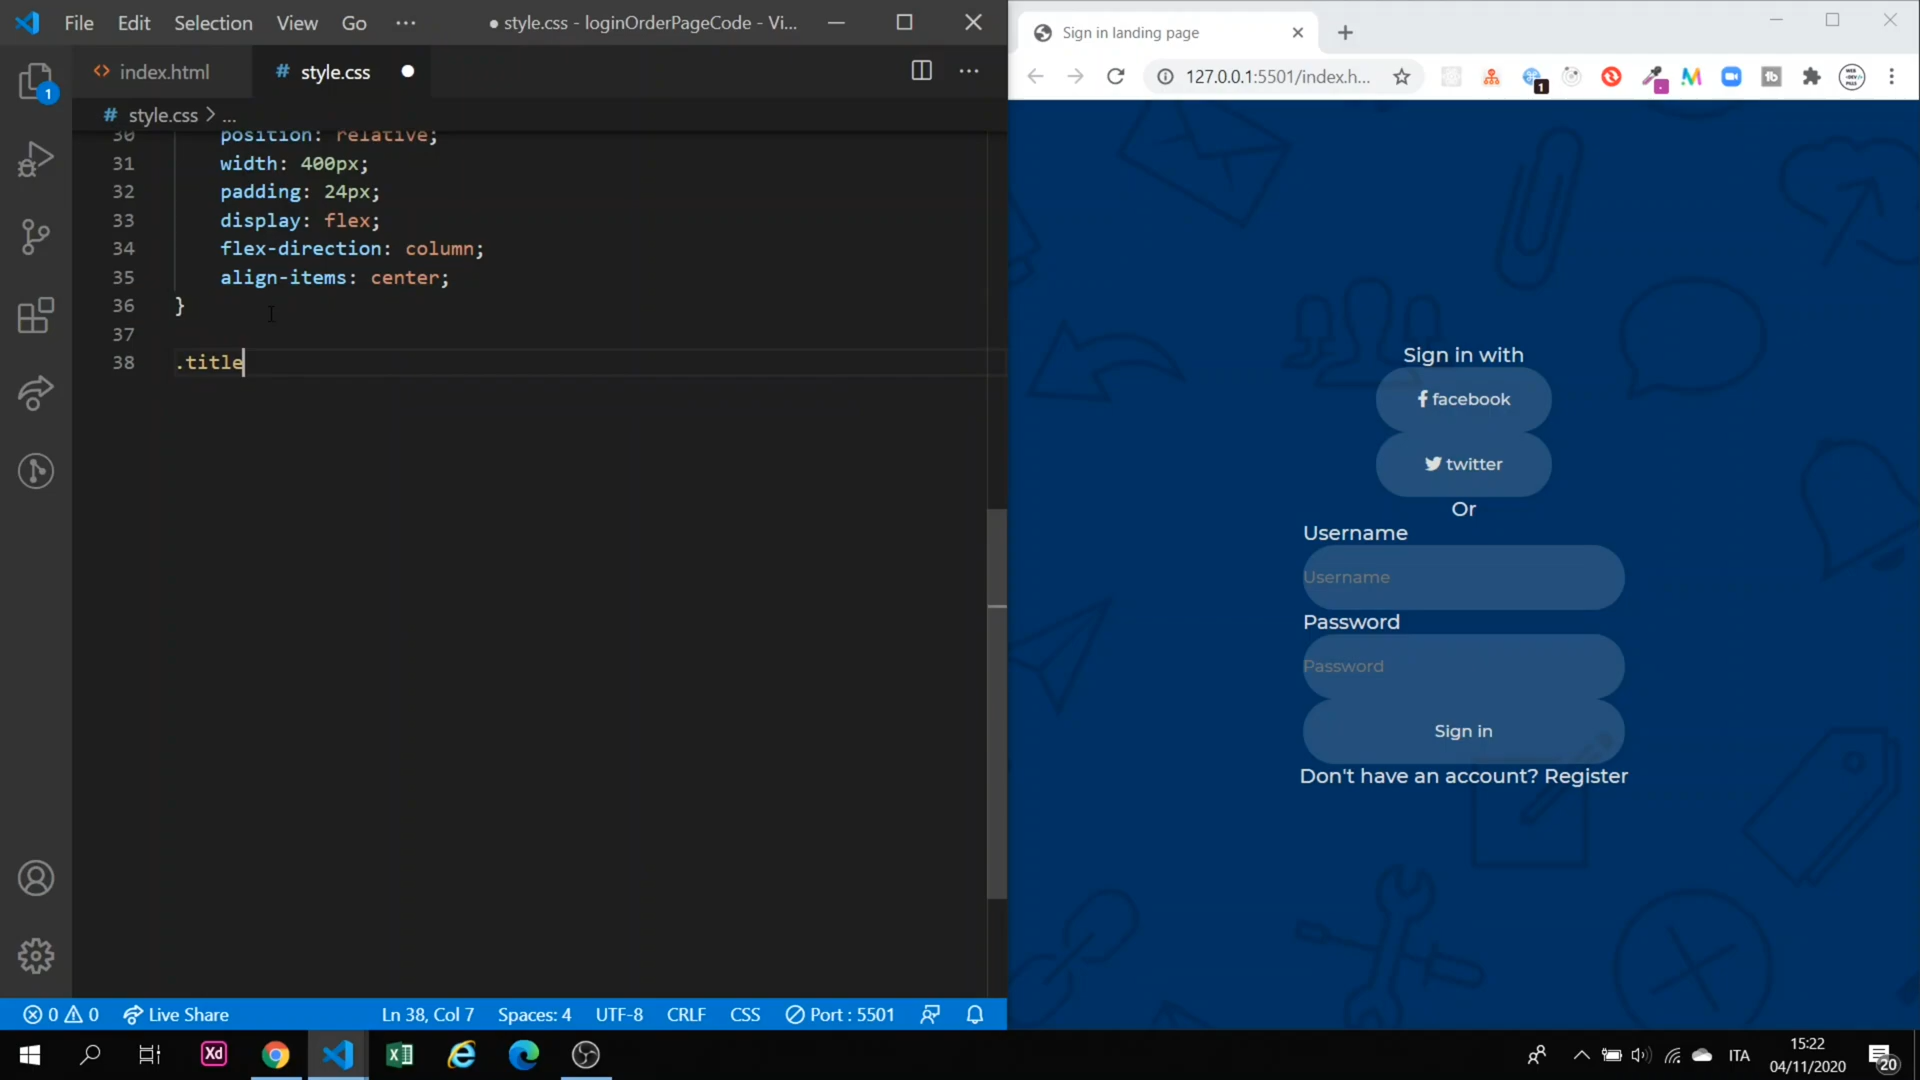 File Edit Selection View Go ···
● style.css - loginOrderPageCode - Vi...
index.html
# style.css
# style.css > ...
30 position: relative;
31 width: 400px;
32 padding: 24px;
33 display: flex;
34 flex-direction: column;
35 align-items: center;
36 }
37
38 .title
1
0 0 Live Share Ln 38, Col 7 Spaces: 4 UTF-8 CRLF CSS Port : 5501
Sign in landing page
127.0.0.1:5501/index.h...
1
Sign in with
facebook
twitter
Or
Username
Username
Password
Password
Sign in
Don't have an account? Register
Xd
ITA
15:22
04/11/2020
20